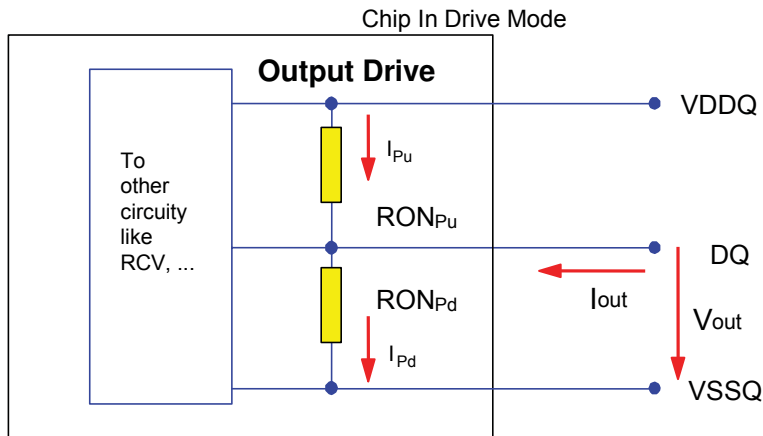 Chip In Drive Mode
Output Drive
VDDQ
To
other
circuity
like
RCV, ...
IPu
RONPu
DQ
Iout
RONPd
Vout
IPd
VSSQ